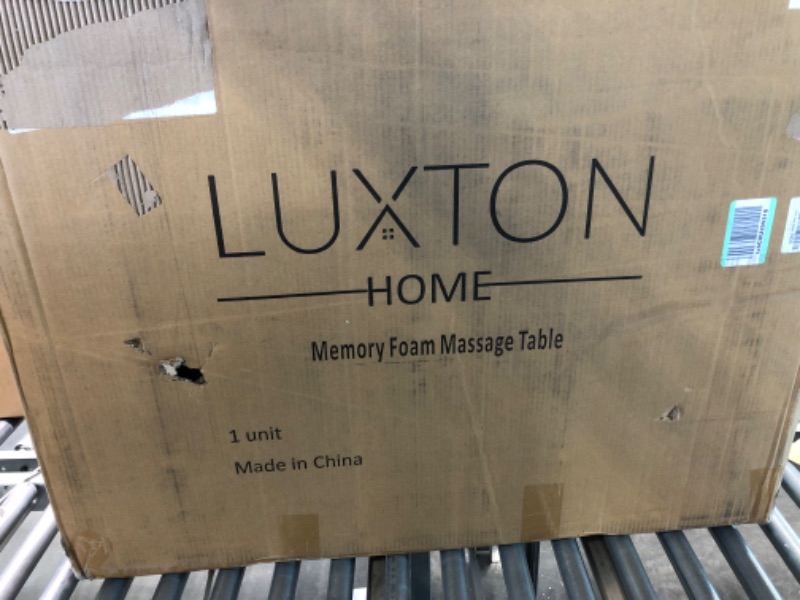 LUXTON
HOME
Memory Foam Massage Table
1 unit
Made in China